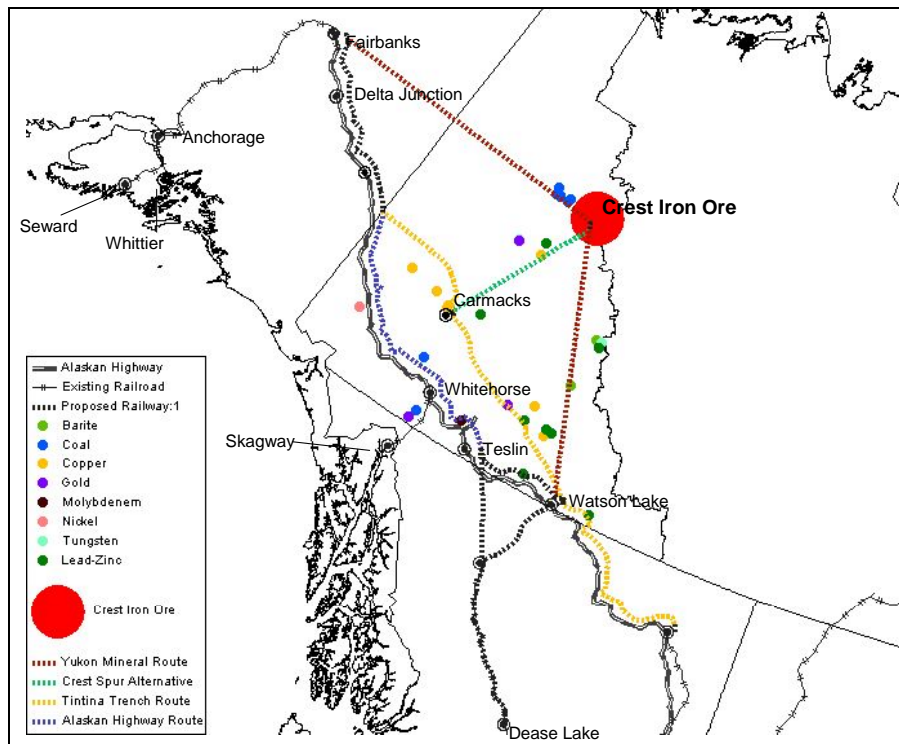 Fairbanks
Delta Junction
Anchorage
Seward
Whittier
Crest Iron Ore
Carmacks
Whitehorse
Skagway
Teslin
Watson Lake
Dease Lake
Alaskan Highway
Existing Railroad
Proposed Railway:1
Barite
Coal
Copper
Gold
Molybdenem
Nickel
Tungsten
Lead-Zinc
Crest Iron Ore
Yukon Mineral Route
Crest Spur Alternative
Tintina Trench Route
Alaskan Highway Route